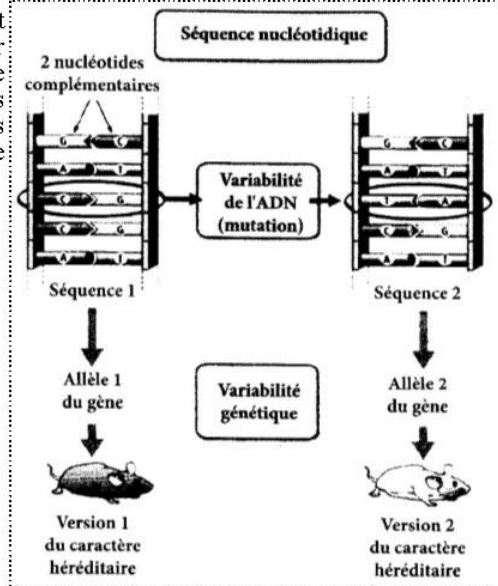 Séquence nucléotidique
2 nucléotides
complémentaires
G C
A T
C G
C G
A T
Séquence 1
Variabilité
de l'ADN
(mutation)
G C
A T
T A
C G
A T
Séquence 2
Allèle 1
du gène
Variabilité
génétique
Allèle 2
du gène
Version 1
du caractère
héréditaire
Version 2
du caractère
héréditaire